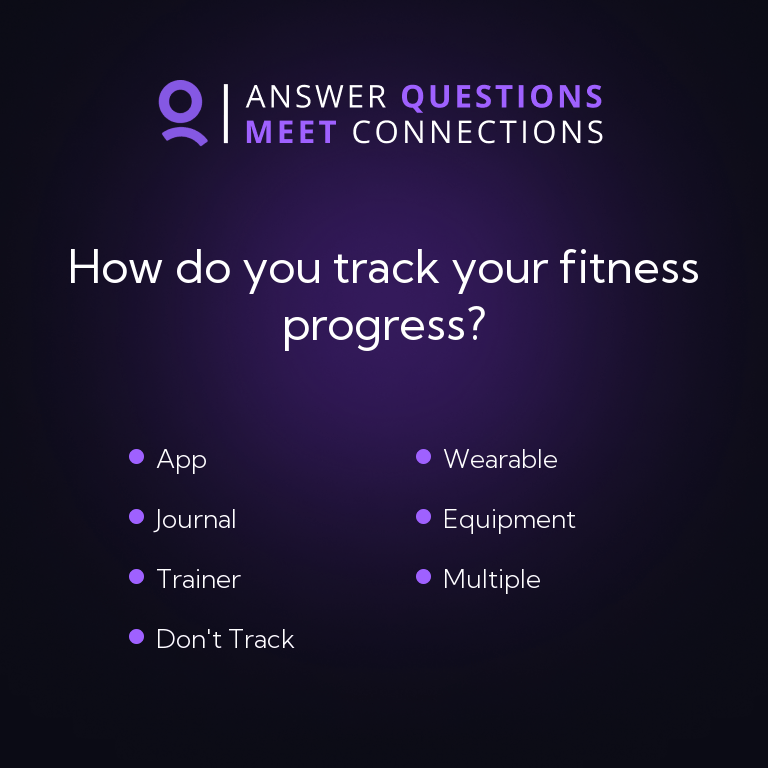 ANSWER QUESTIONS
MEET CONNECTIONS
How do you track your fitness
progress?
App
Wearable
Journal
Equipment
Trainer
Multiple
Don't Track